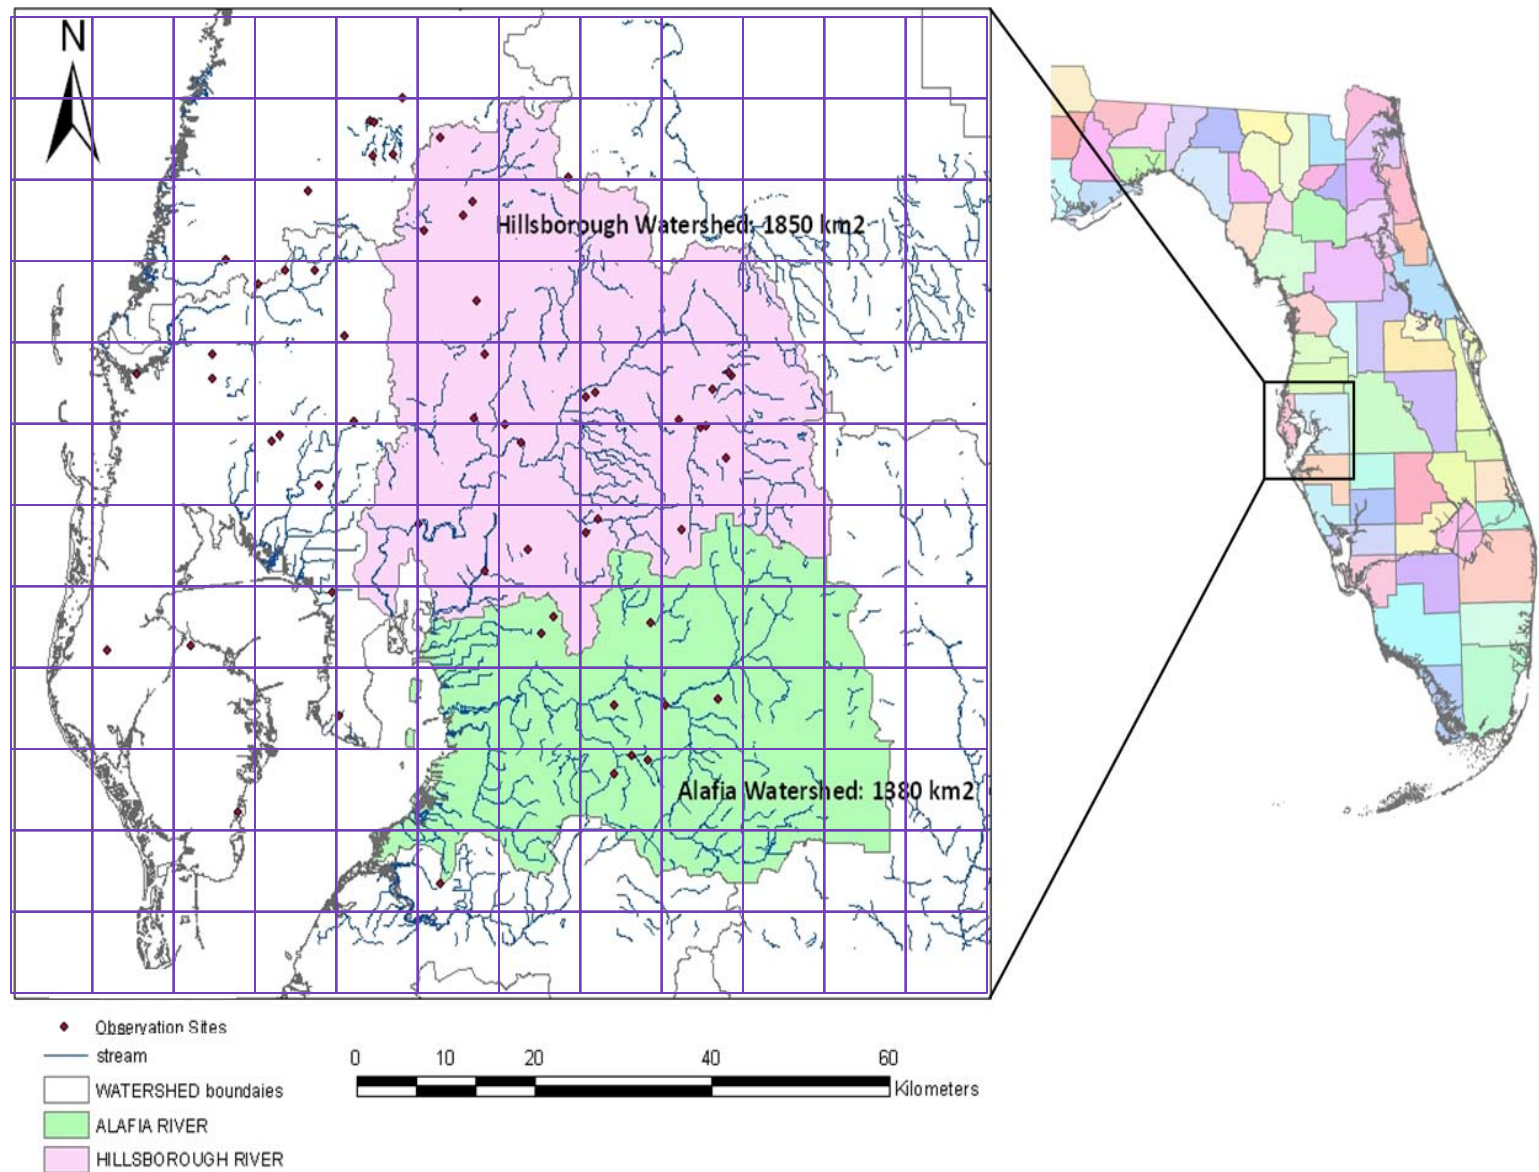 N
Hillsborough Watershed: 1850 km2
Alafia Watershed: 1380 km2
Observation Sites
stream
WATERSHED boundaies
ALAFIA RIVER
HILLSBOROUGH RIVER
0 10 20 40 60
Kilometers